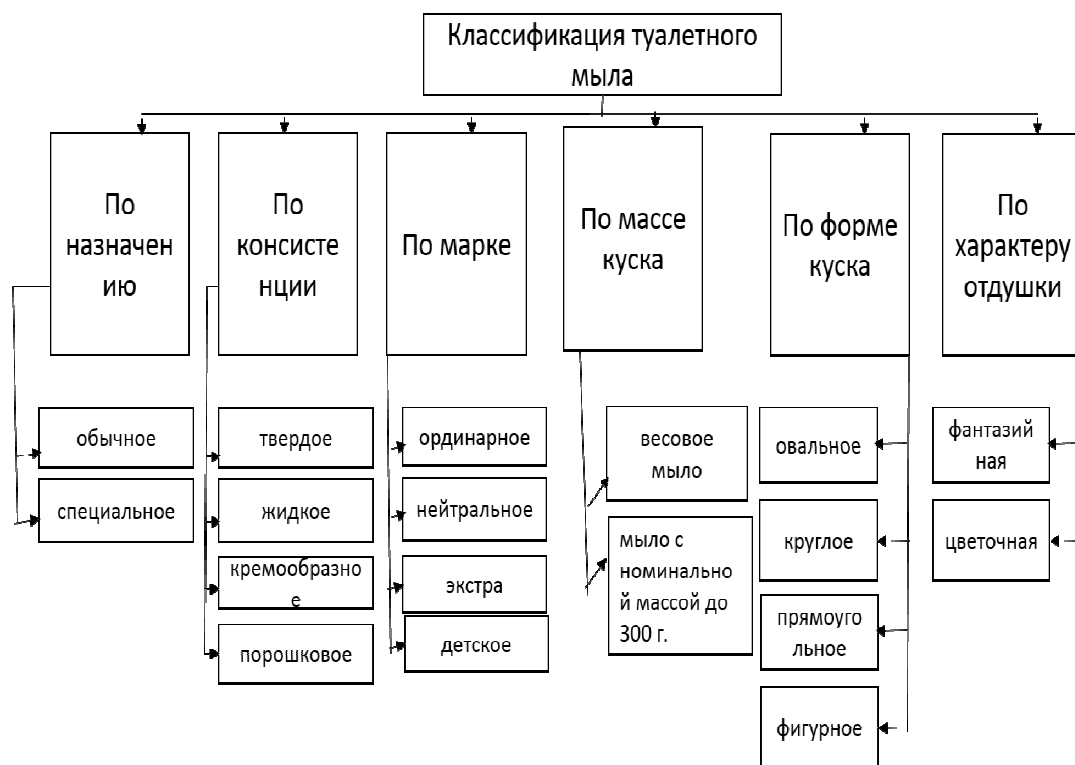 Классификация туалетного
мыла
По
назначен
ию
По
консисте
нции
По марке
По массе
куска
По форме
куска
По
характеру
отдушки
обычное
специальное
твердое
жидкое
кремообразно
е
порошковое
ординарное
нейтральное
экстра
детское
весовое
мыло
мыло с
номинально
й массой до
300 г.
овальное
круглое
прямоуго
льное
фигурное
фантазий
ная
цветочная